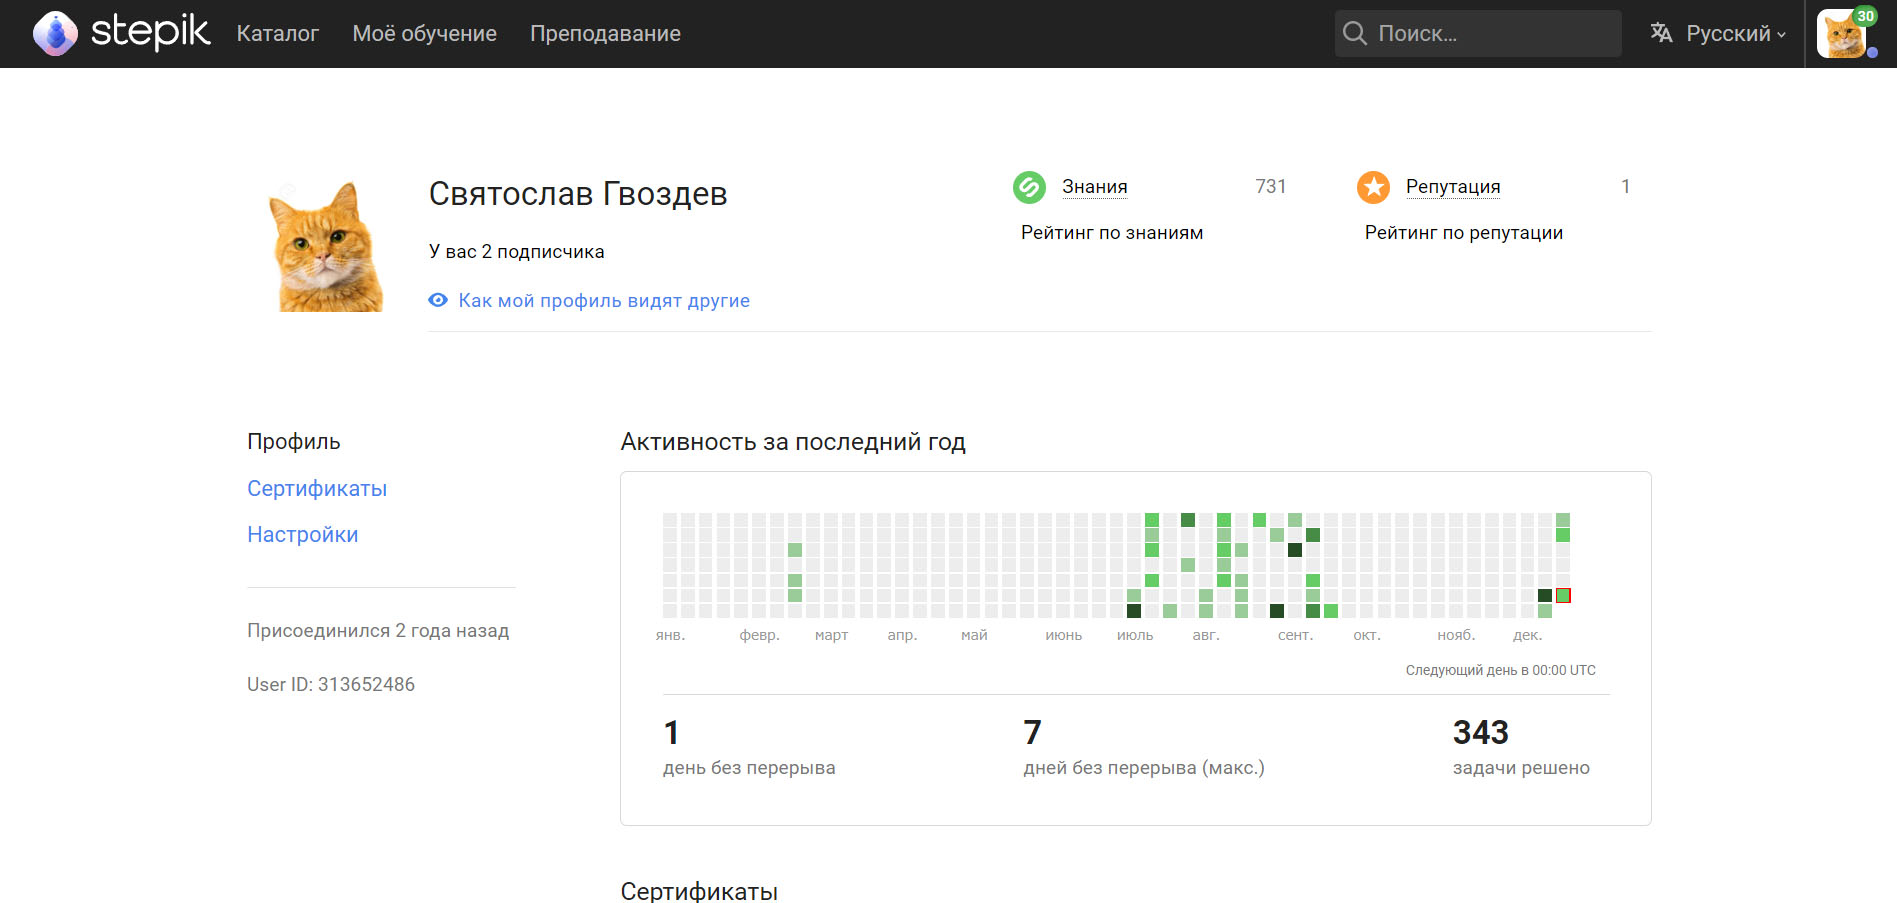 stepik Каталог Моё обучение Преподавание Поиск... Русский 30
Святослав Гвоздев
У вас 2 подписчика
Как мой профиль видят другие
Знания 731
Рейтинг по знаниям
Репутация 1
Рейтинг по репутации
Профиль
Сертификаты
Настройки
Присоединился 2 года назад
User ID: 313652486
Активность за последний год
янв. февр. март апр. май июнь июль авг. сент. окт. нояб. дек.
Следующий день в 00:00 UTC
1
день без перерыва
7
дней без перерыва (макс.)
343
задачи решено
Сертификаты